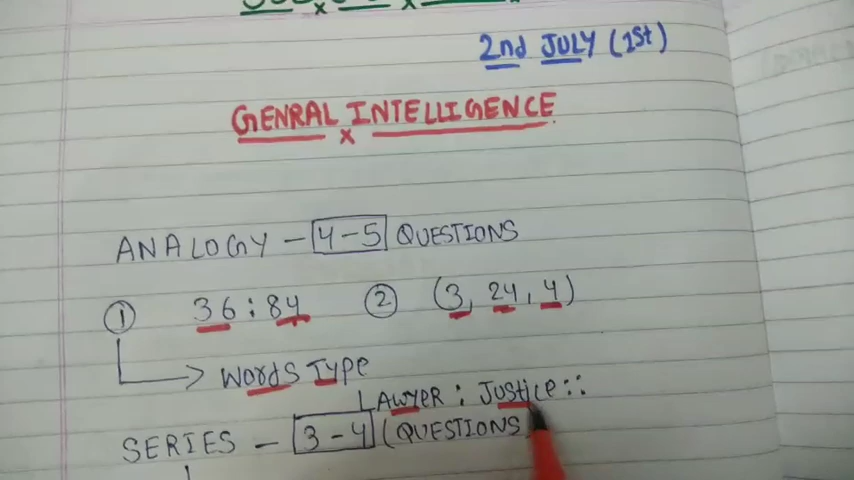 2nd JULY (1st)
GENRAL INTELLIGENCE
ANALOGY - 4-5 QUESTIONS
① 36:84 ② (3, 24, 4)
WORDS TYPE
LAWYER : JUSTICE ::
SERIES - 3-4 (QUESTIONS